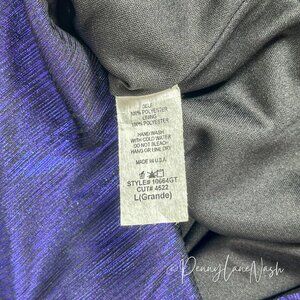 SELF
100% POLYESTER
LINING
100% POLYESTER
HAND WASH
WITH COLD WATER
DO NOT BLEACH
HANG OR LINE DRY
MADE IN U.S.A
STYLE# 10664GT
CUT# 4522
L(Grande)
@PennyLaneNash